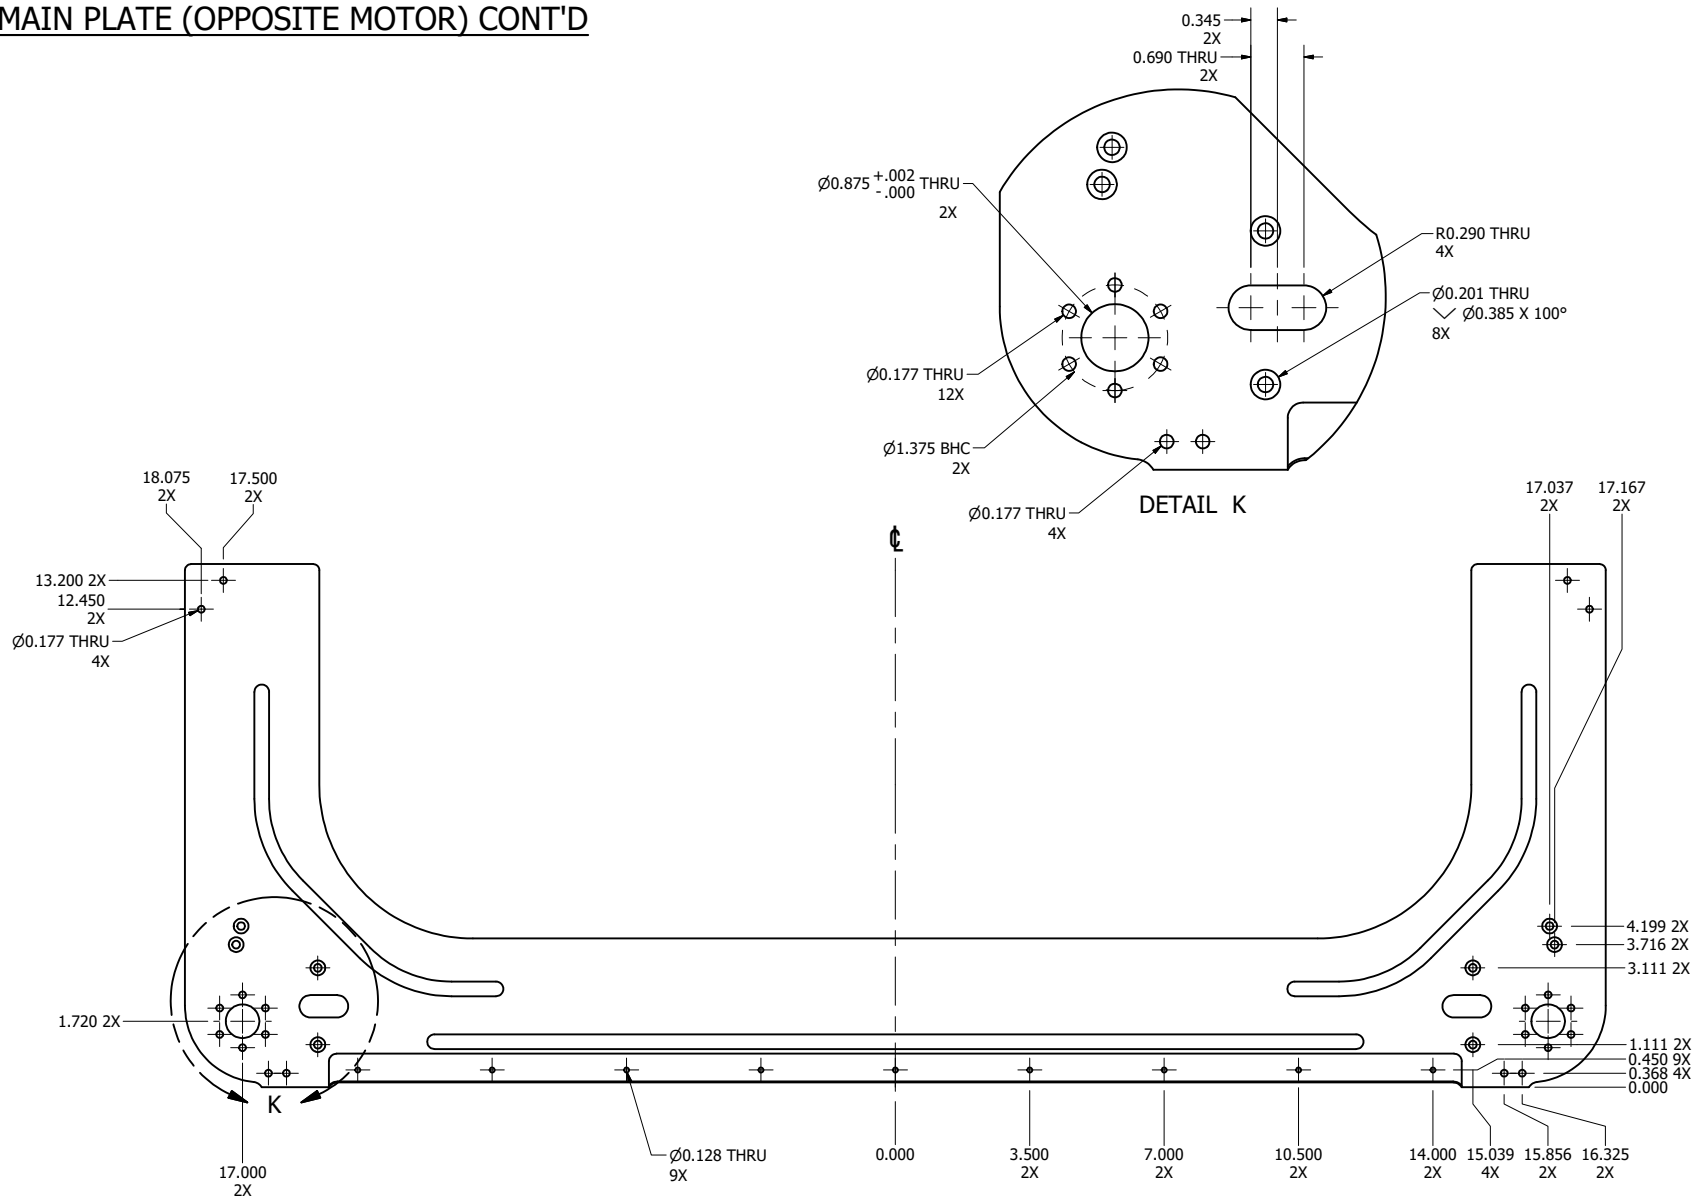 MAIN PLATE (OPPOSITE MOTOR) CONT'D
0.345
2X
0.690 THRU
2X
Ø0.875 +.002 -.000 THRU
2X
R0.290 THRU
4X
Ø0.201 THRU
⌵ Ø0.385 X 100°
8X
Ø0.177 THRU
12X
Ø1.375 BHC
2X
Ø0.177 THRU
4X
DETAIL K
18.075
2X
17.500
2X
17.037
2X
17.167
2X
℄
13.200 2X
12.450
2X
Ø0.177 THRU
4X
4.199 2X
3.716 2X
3.111 2X
1.720 2X
1.111 2X
0.450 9X
0.368 4X
0.000
K
17.000
2X
Ø0.128 THRU
9X
0.000
3.500
2X
7.000
2X
10.500
2X
14.000
2X
15.039
4X
15.856
2X
16.325
2X